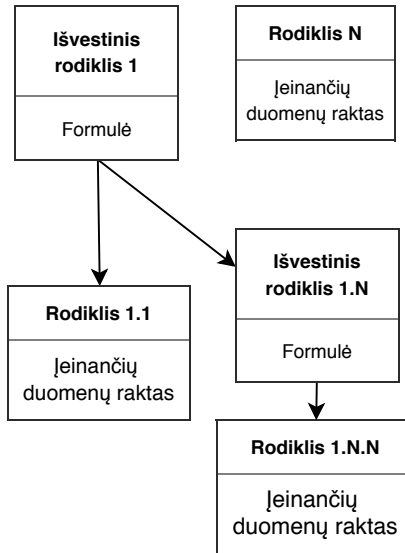 Išvestinis
rodiklis 1
Formulė
Rodiklis N
Įeinančių
duomenų raktas
Rodiklis 1.1
Įeinančių
duomenų raktas
Išvestinis
rodiklis 1.N
Formulė
Rodiklis 1.N.N
Įeinančių
duomenų raktas